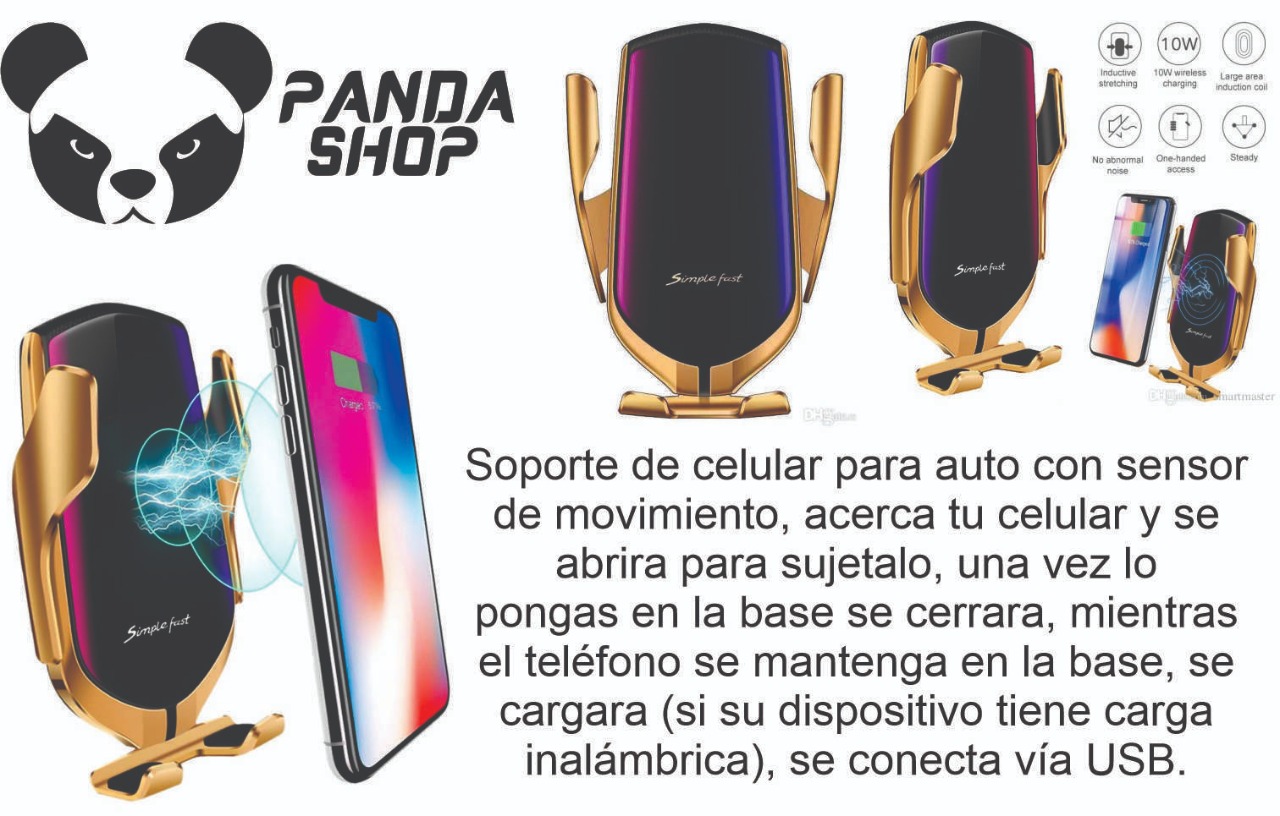 PANDA
SHOP
Simple fast
Simple fast
Inductive
stretching
10W
10W wireless
charging
Large area
induction coil
No abnormal
noise
One-handed
access
Steady
Simple fast
Charged
Simple fast
Soporte de celular para auto con sensor
de movimiento, acerca tu celular y se
abrira para sujetalo, una vez lo
pongas en la base se cerrara, mientras
el teléfono se mantenga en la base, se
cargara (si su dispositivo tiene carga
inalámbrica), se conecta vía USB.